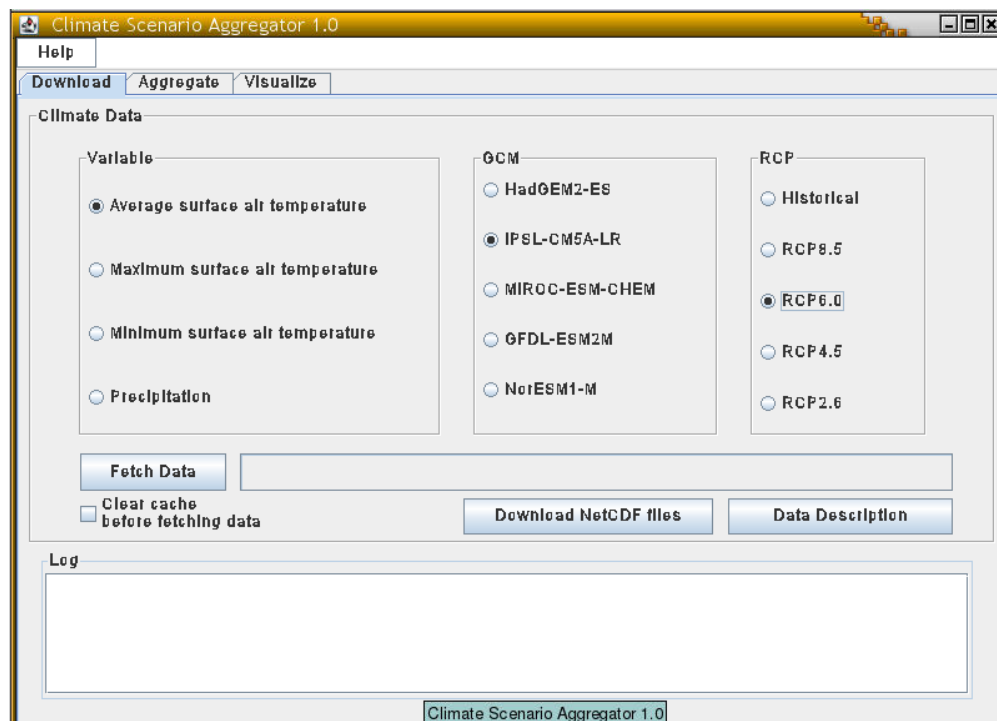 Climate Scenario Aggregator 1.0
Help
Download Aggregate Visualize
Climate Data
Variable
Average surface air temperature
Maximum surface air temperature
Minimum surface air temperature
Precipitation
GCM
HadGEM2-ES
IPSL-CM5A-LR
MIROC-ESM-CHEM
GFDL-ESM2M
NorESM1-M
RCP
Historical
RCP8.5
RCP6.0
RCP4.5
RCP2.6
Fetch Data
Clear cache
before fetching data
Download NetCDF files
Data Description
Log
Climate Scenario Aggregator 1.0